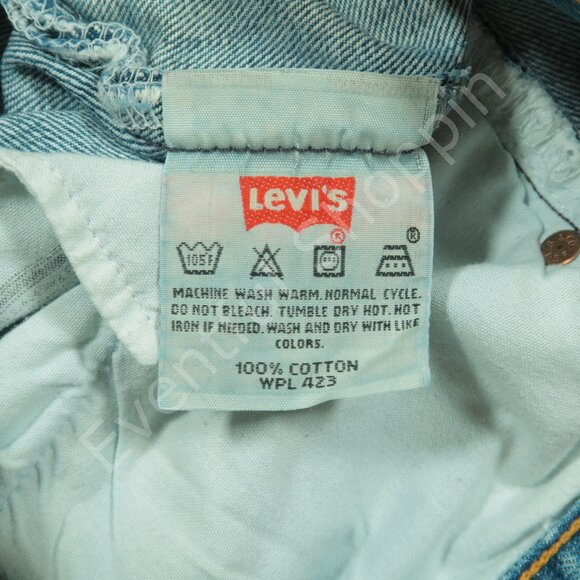 Levi's
®
®
105F
MACHINE WASH WARM. NORMAL CYCLE.
DO NOT BLEACH. TUMBLE DRY HOT. HOT
IRON IF NEEDED. WASH AND DRY WITH LIKE
COLORS.
100% COTTON
WPL 423